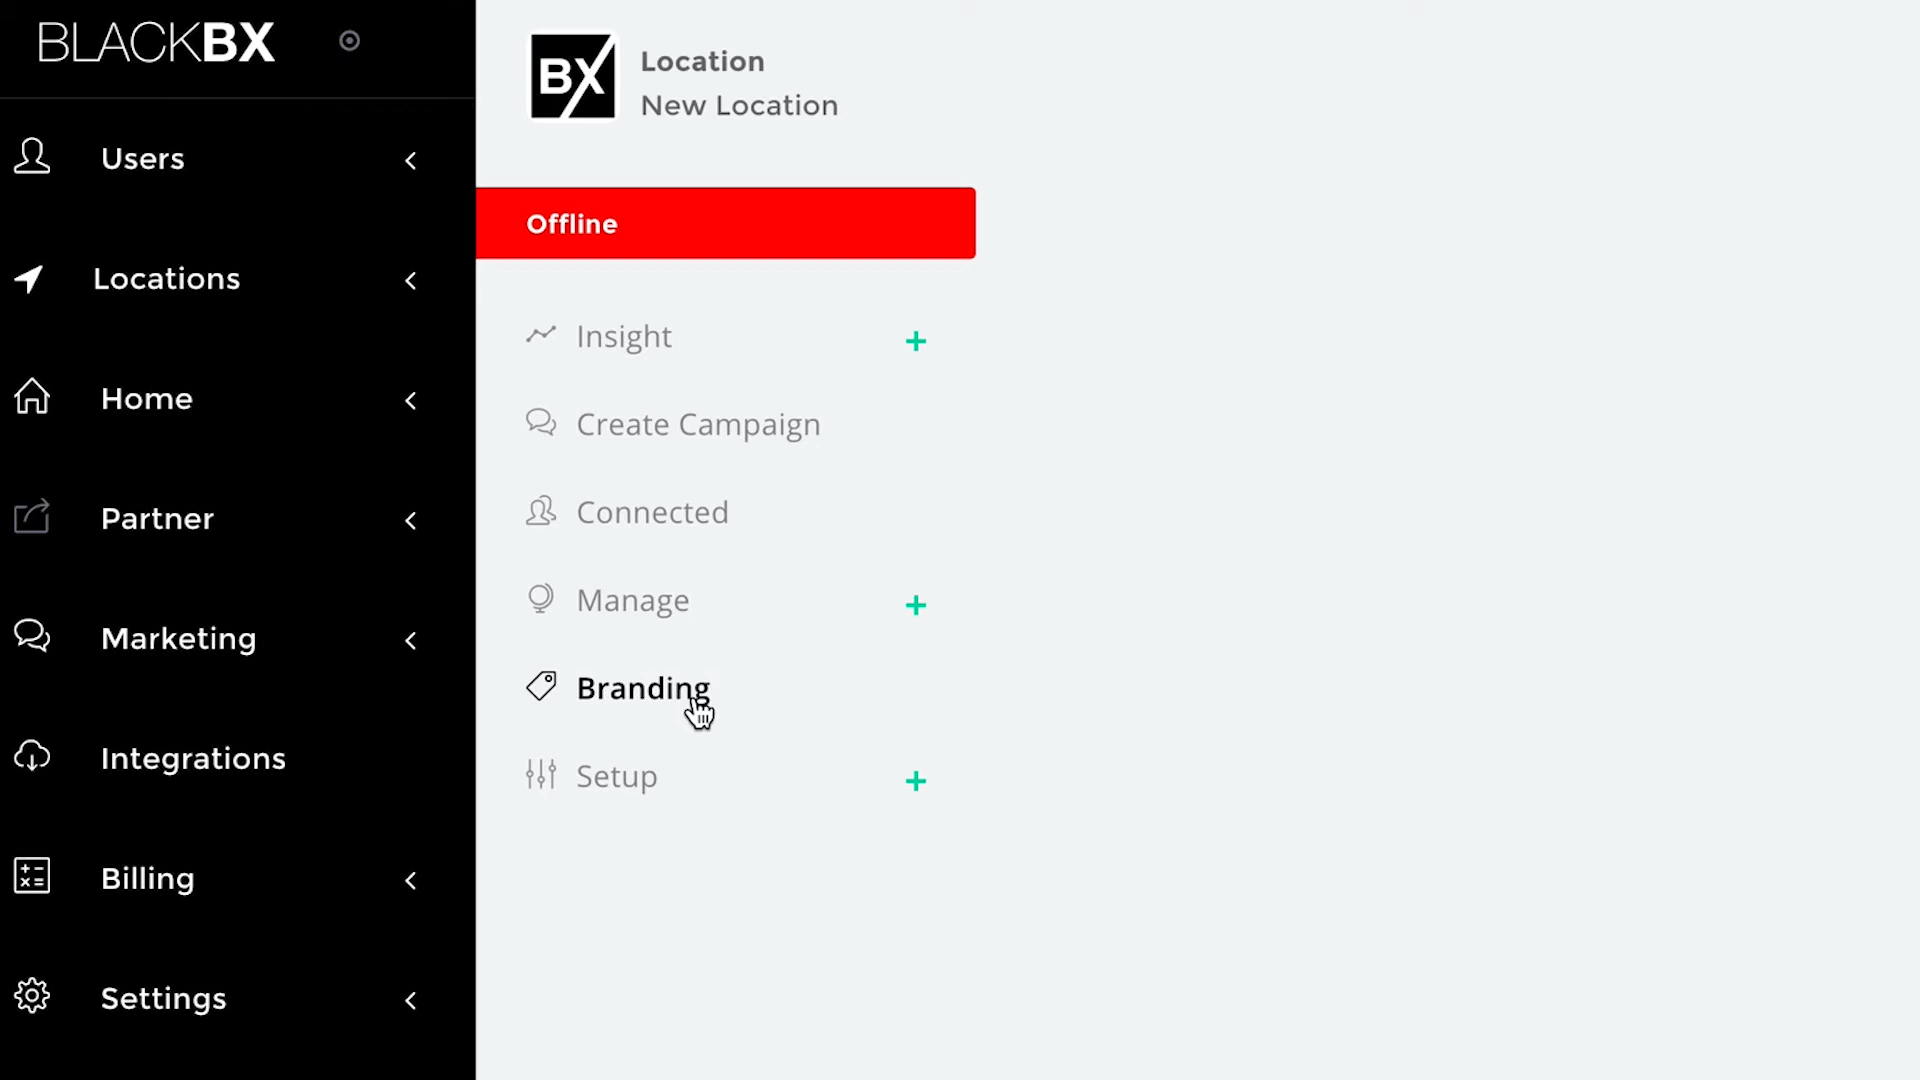 BLACKBX
Users
Locations
Home
Partner
Marketing
Integrations
Billing
Settings
BX
Location
New Location
Offline
Insight
Create Campaign
Connected
Manage
Branding
Setup